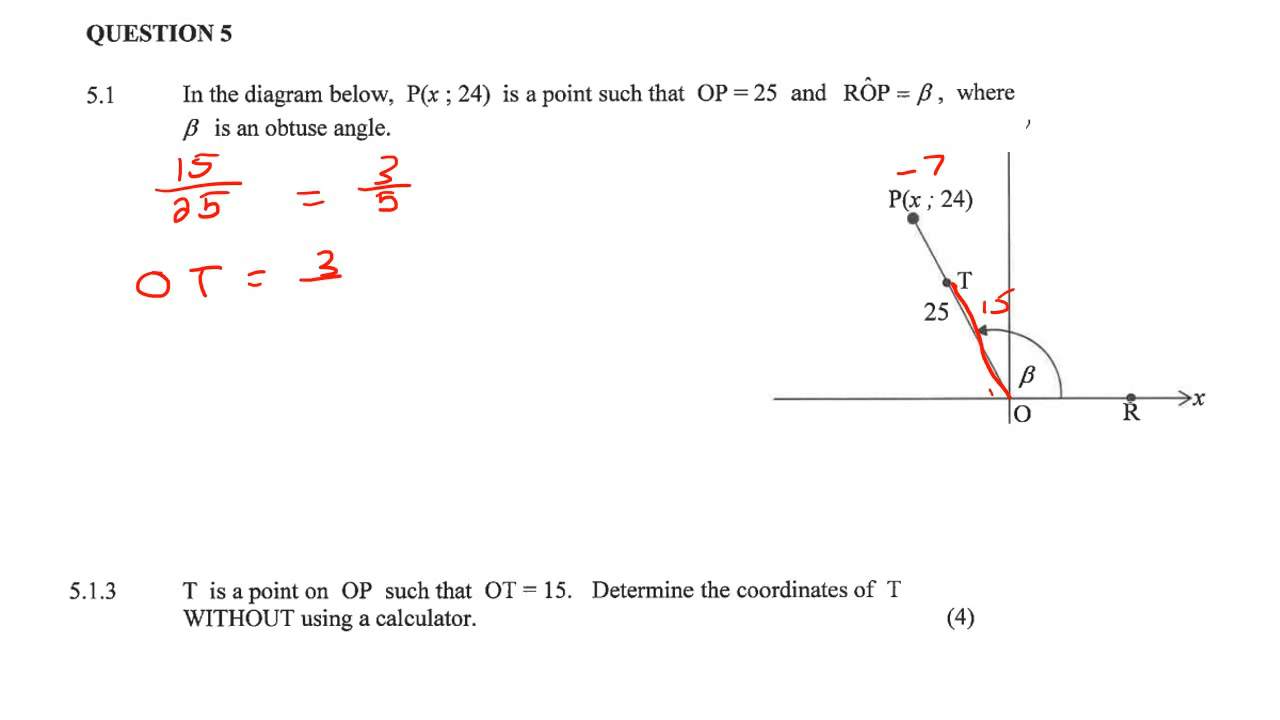 QUESTION 5
5.1 In the diagram below, P(x ; 24) is a point such that OP = 25 and RÔP = β, where
β is an obtuse angle.
15/25 = 3/5
OT = 3
-7
P(x ; 24)
T
25
15
β
x
O
R
5.1.3 T is a point on OP such that OT = 15. Determine the coordinates of T
WITHOUT using a calculator. (4)